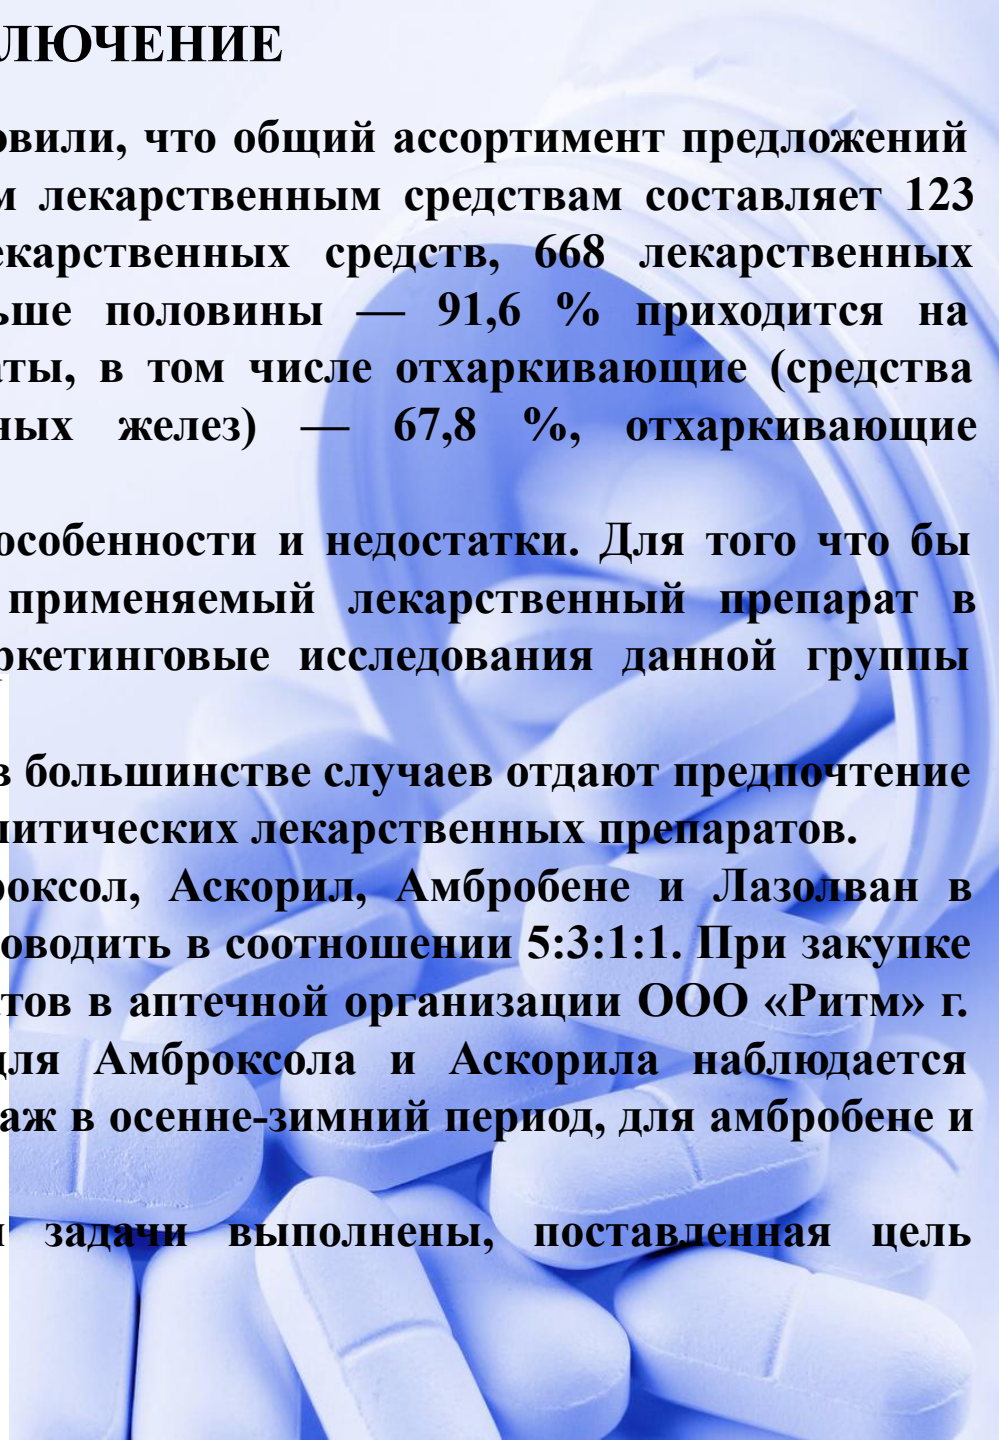 ЛЮЧЕНИЕ
овили, что общий ассортимент предложений
м лекарственным средствам составляет 123
екарственных средств, 668 лекарственных
ьше половины — 91,6 % приходится на
аты, в том числе отхаркивающие (средства
ных желез) — 67,8 %, отхаркивающие
особенности и недостатки. Для того что бы
применяемый лекарственный препарат в
ркетинговые исследования данной группы
в большинстве случаев отдают предпочтение
литических лекарственных препаратов.
роксол, Аскорил, Амбробене и Лазолван в
оводить в соотношении 5:3:1:1. При закупке
тов в аптечной организации ООО «Ритм» г.
для Амброксола и Аскорила наблюдается
аж в осенне-зимний период, для амбробене и
задачи выполнены, поставленная цель